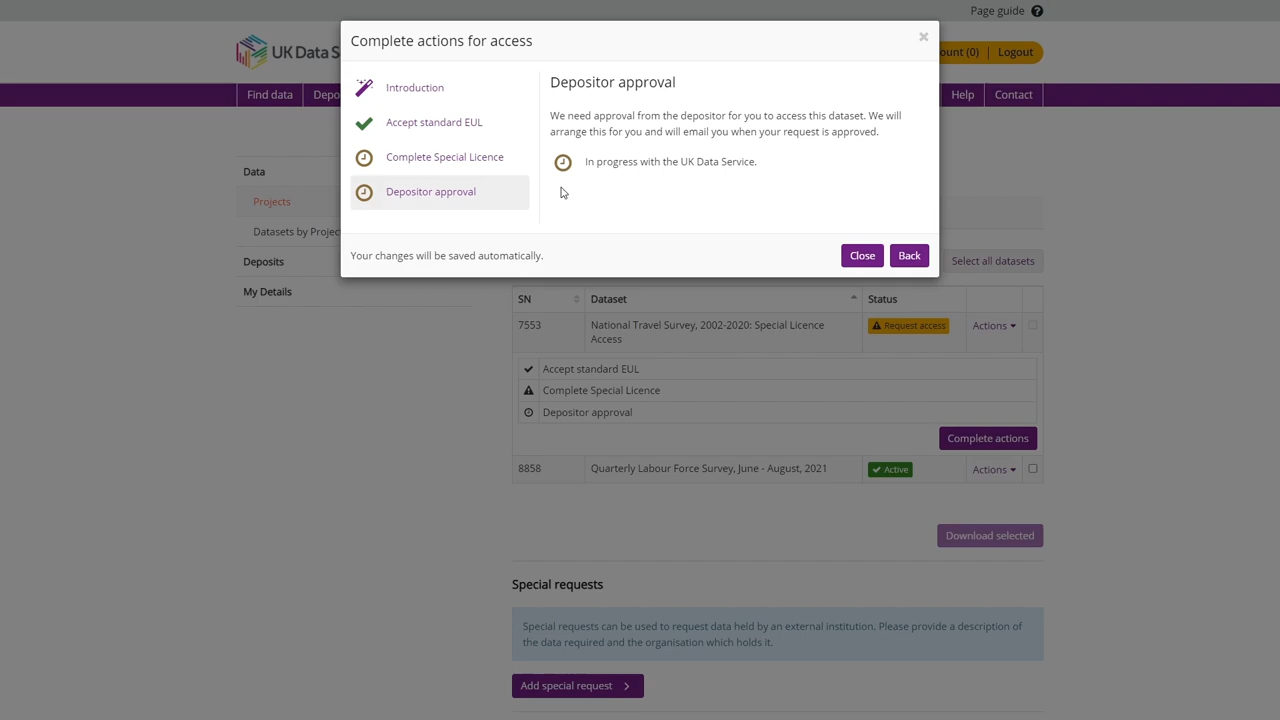 Page guide
Complete actions for access
UK Data S
ount (0) | Logout
Introduction
Depositor approval
Find data
Depo
Help
Contact
We need approval from the depositor for you to access this dataset. We will
arrange this for you and will email you when your request is approved.
Accept standard EUL
Complete Special Licence
In progress with the UK Data Service.
Depositor approval
Data
Projects
Datasets by Projec
Your changes will be saved automatically.
Close
Back
Deposits
Select all datasets
My Details
SN
Dataset
Status
7553
National Travel Survey, 2002-2020: Special Licence
Access
Request access
Actions
Accept standard EUL
Complete Special Licence
Depositor approval
Complete actions
8858
Quarterly Labour Force Survey, June - August, 2021
Active
Actions
Download selected
Special requests
Special requests can be used to request data held by an external institution. Please provide a description of
the data required and the organisation which holds it.
Add special request